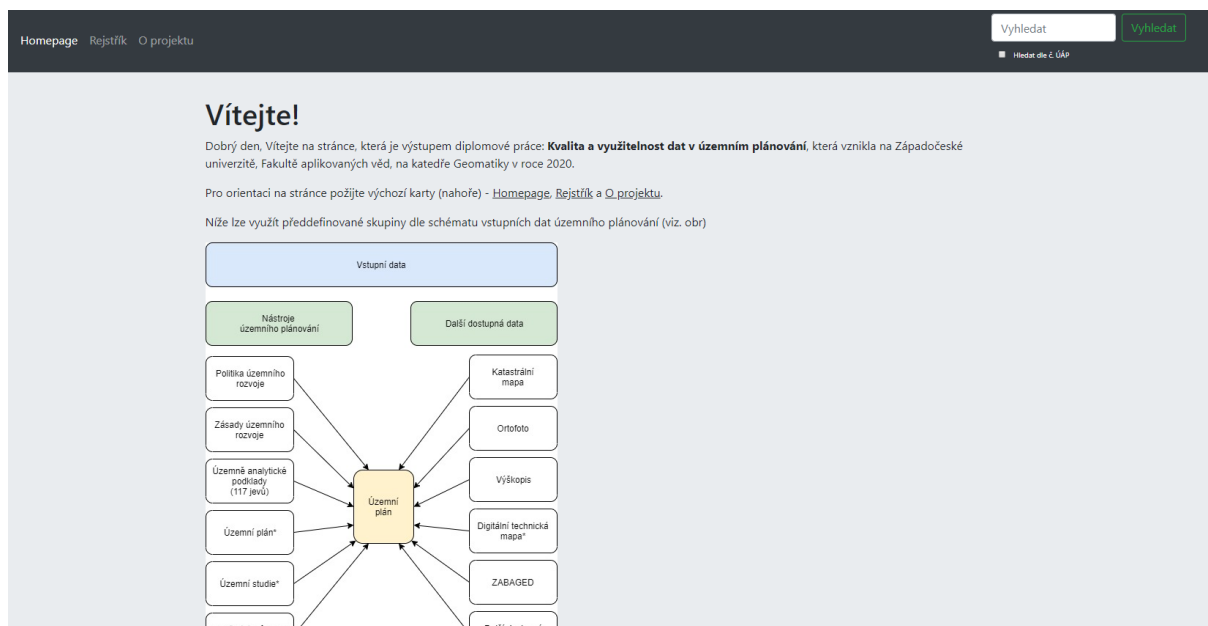 Homepage Rejstřík O projektu
Vyhledat Vyhledat
Hledat dle č. ÚAP
Vítejte!
Dobrý den, Vítejte na stránce, která je výstupem diplomové práce: Kvalita a využitelnost dat v územním plánování, která vznikla na Západočeské
univerzitě, Fakultě aplikovaných věd, na katedře Geomatiky v roce 2020.
Pro orientaci na stránce požijte výchozí karty (nahoře) - Homepage, Rejstřík a O projektu.
Níže lze využít předdefinované skupiny dle schématu vstupních dat územního plánování (viz. obr)
Vstupní data
Nástroje
územního plánování
Další dostupná data
Politika územního
rozvoje
Katastrální
mapa
Zásady územního
rozvoje
Ortofoto
Územně analytické
podklady
(117 jevů)
Výškopis
Územní
plán
Územní plán*
Digitální technická
mapa*
Územní studie*
ZABAGED